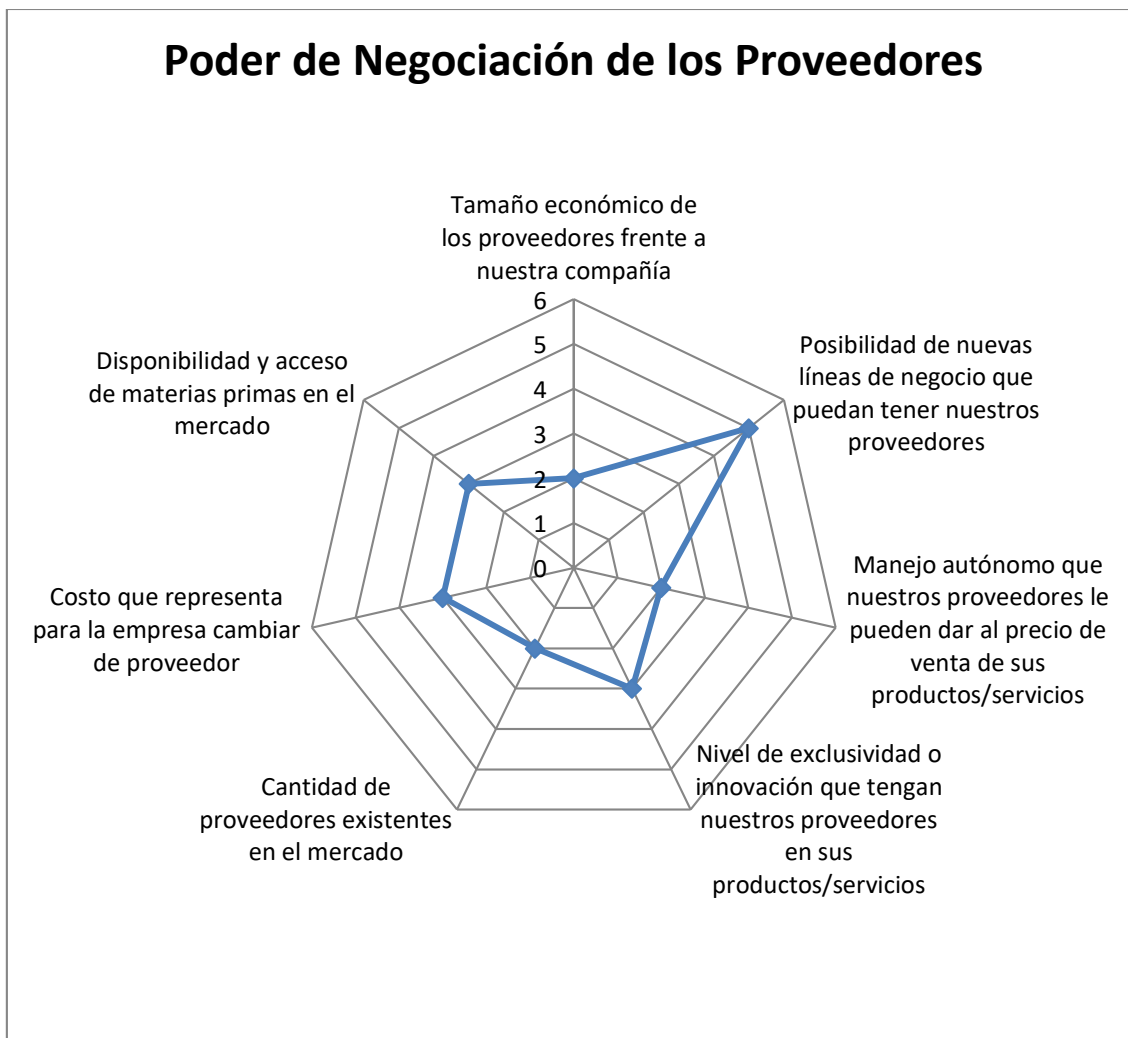 Poder de Negociación de los Proveedores
Tamaño económico de
los proveedores frente a
nuestra compañía
6
5
4
3
2
1
0
Posibilidad de nuevas
líneas de negocio que
puedan tener nuestros
proveedores
Manejo autónomo que
nuestros proveedores le
pueden dar al precio de
venta de sus
productos/servicios
Nivel de exclusividad o
innovación que tengan
nuestros proveedores
en sus
productos/servicios
Cantidad de
proveedores existentes
en el mercado
Costo que representa
para la empresa cambiar
de proveedor
Disponibilidad y acceso
de materias primas en el
mercado